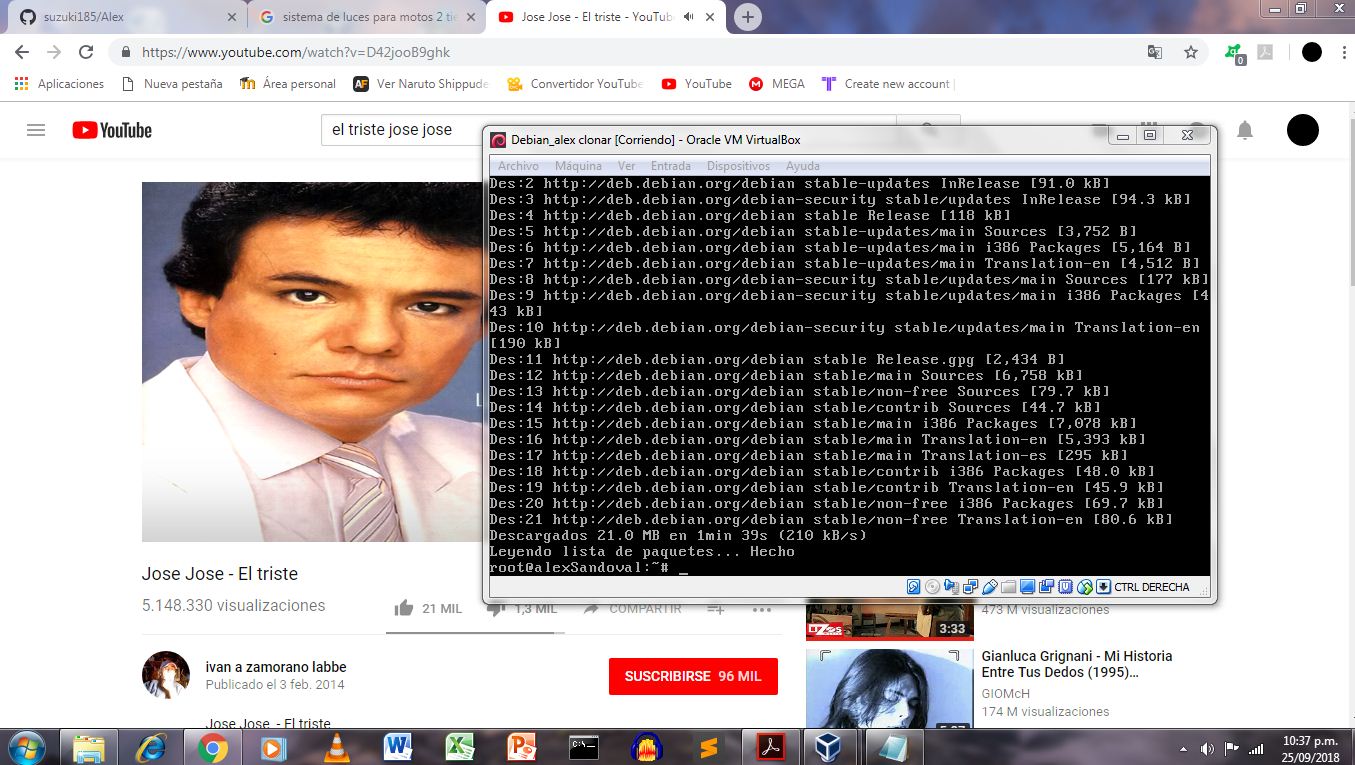 suzuki185/Alex
sistema de luces para motos 2 tie
Jose Jose - El triste - YouTub
https://www.youtube.com/watch?v=D42jooB9ghk
0
Aplicaciones
Nueva pestaña
Área personal
AF
Ver Naruto Shippude
Convertidor YouTube
YouTube
MEGA
Create new account
YouTube
el triste jose jose
Debian_alex clonar [Corriendo] - Oracle VM VirtualBox
Archivo Máquina Ver Entrada Dispositivos Ayuda
Des:2 http://deb.debian.org/debian stable-updates InRelease [91.0 kB]
Des:3 http://deb.debian.org/debian-security stable/updates InRelease [94.3 kB]
Des:4 http://deb.debian.org/debian stable Release [118 kB]
Des:5 http://deb.debian.org/debian stable-updates/main Sources [3,752 B]
Des:6 http://deb.debian.org/debian stable-updates/main i386 Packages [5,164 B]
Des:7 http://deb.debian.org/debian stable-updates/main Translation-en [4,512 B]
Des:8 http://deb.debian.org/debian-security stable/updates/main Sources [177 kB]
Des:9 http://deb.debian.org/debian-security stable/updates/main i386 Packages [4
43 kB]
Des:10 http://deb.debian.org/debian-security stable/updates/main Translation-en
[190 kB]
Des:11 http://deb.debian.org/debian stable Release.gpg [2,434 B]
Des:12 http://deb.debian.org/debian stable/main Sources [6,758 kB]
Des:13 http://deb.debian.org/debian stable/non-free Sources [79.7 kB]
Des:14 http://deb.debian.org/debian stable/contrib Sources [44.7 kB]
Des:15 http://deb.debian.org/debian stable/main i386 Packages [7,078 kB]
Des:16 http://deb.debian.org/debian stable/main Translation-en [5,393 kB]
Des:17 http://deb.debian.org/debian stable/main Translation-es [295 kB]
Des:18 http://deb.debian.org/debian stable/contrib i386 Packages [48.0 kB]
Des:19 http://deb.debian.org/debian stable/contrib Translation-en [45.9 kB]
Des:20 http://deb.debian.org/debian stable/non-free i386 Packages [69.7 kB]
Des:21 http://deb.debian.org/debian stable/non-free Translation-en [80.6 kB]
Descargados 21.0 MB en 1min 39s (210 kB/s)
Leyendo lista de paquetes... Hecho
root@alexSandoval:~# _
CTRL DERECHA
Jose Jose - El triste
5.148.330 visualizaciones
21 MIL
1,3 MIL
COMPARTIR
473 M visualizaciones
3:33
ivan a zamorano labbe
Publicado el 3 feb. 2014
SUSCRIBIRSE 96 MIL
Jose Jose - El triste
Gianluca Grignani - Mi Historia
Entre Tus Dedos (1995)…
GIOMcH
174 M visualizaciones
10:37 p.m.
25/09/2018